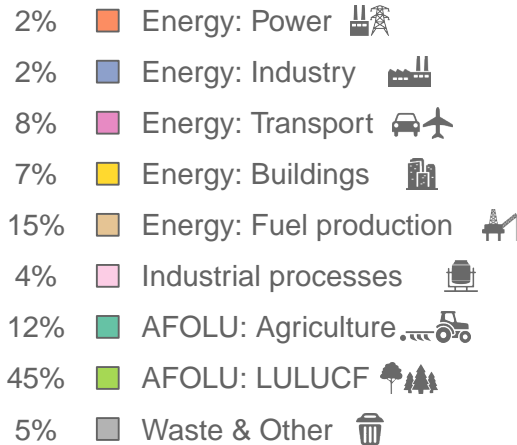 2% Energy: Power
2% Energy: Industry
8% Energy: Transport
7% Energy: Buildings
15% Energy: Fuel production
4% Industrial processes
12% AFOLU: Agriculture
45% AFOLU: LULUCF
5% Waste & Other